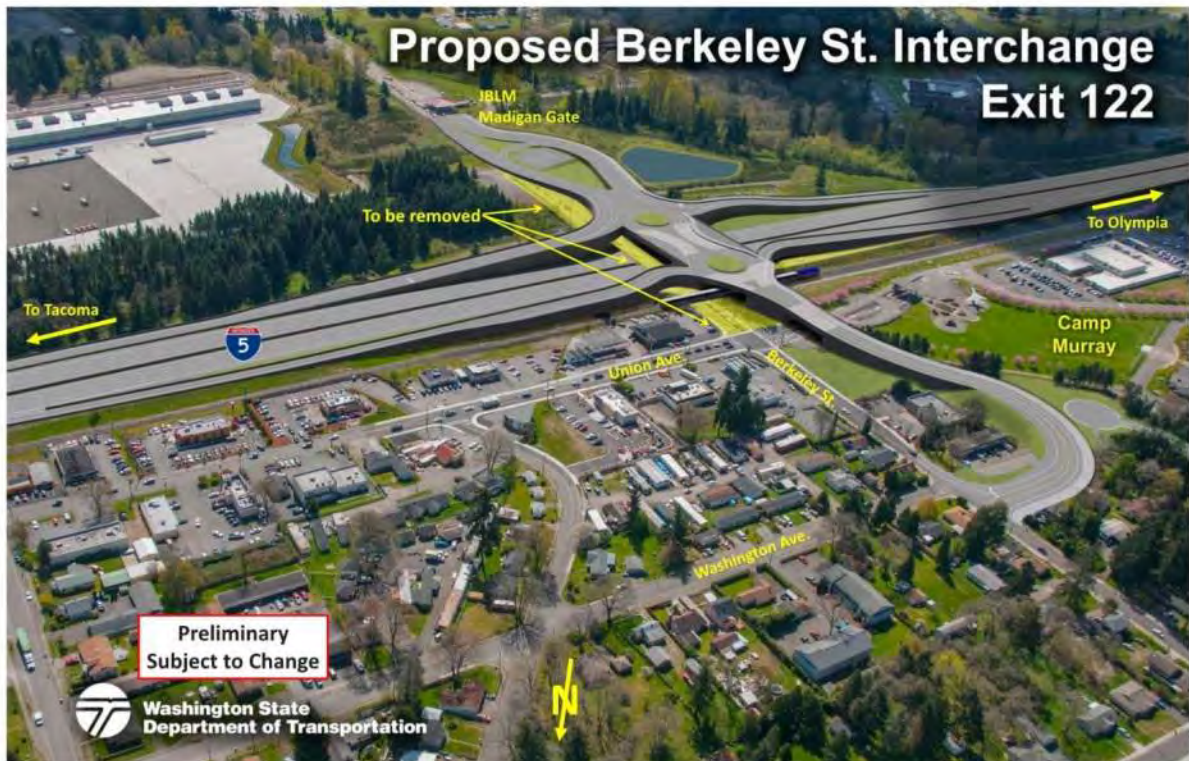 Proposed Berkeley St. Interchange
Exit 122
JBLM
Madigan Gate
To be removed
To Olympia
To Tacoma
INTERSTATE
5
Camp
Murray
Union Ave.
Berkeley St.
Washington Ave.
Preliminary
Subject to Change
N
Washington State
Department of Transportation